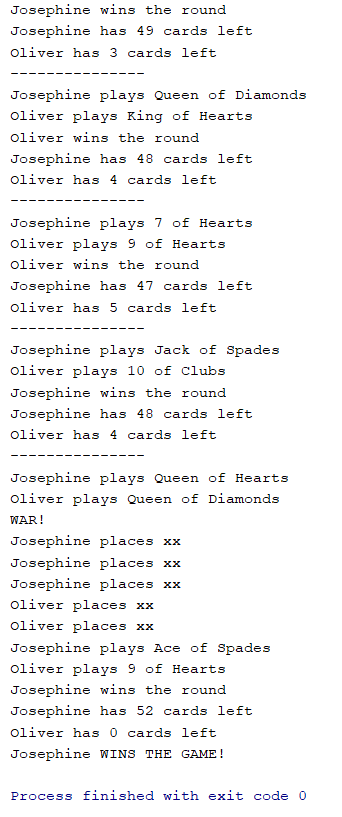 Josephine wins the round
Josephine has 49 cards left
Oliver has 3 cards left
---------------
Josephine plays Queen of Diamonds
Oliver plays King of Hearts
Oliver wins the round
Josephine has 48 cards left
Oliver has 4 cards left
---------------
Josephine plays 7 of Hearts
Oliver plays 9 of Hearts
Oliver wins the round
Josephine has 47 cards left
Oliver has 5 cards left
---------------
Josephine plays Jack of Spades
Oliver plays 10 of Clubs
Josephine wins the round
Josephine has 48 cards left
Oliver has 4 cards left
---------------
Josephine plays Queen of Hearts
Oliver plays Queen of Diamonds
WAR!
Josephine places xx
Josephine places xx
Josephine places xx
Oliver places xx
Oliver places xx
Josephine plays Ace of Spades
Oliver plays 9 of Hearts
Josephine wins the round
Josephine has 52 cards left
Oliver has 0 cards left
Josephine WINS THE GAME!
Process finished with exit code 0